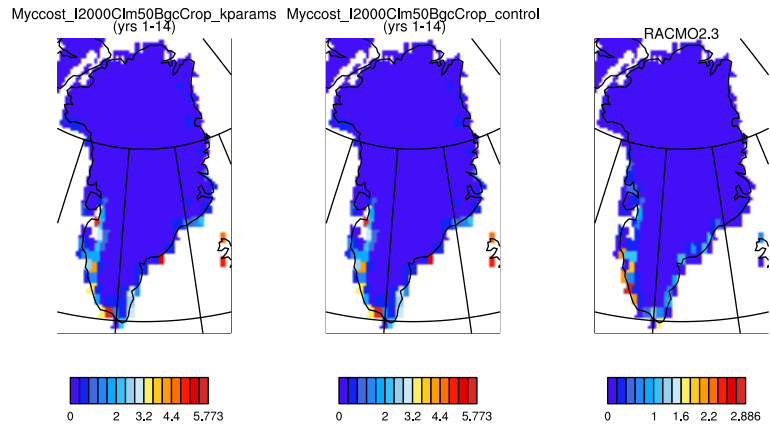 Myccost_I2000Clm50BgcCrop_kparams
(yrs 1-14)
Myccost_I2000Clm50BgcCrop_control
(yrs 1-14)
RACMO2.3
0 2 3.2 4.4 5.773
0 2 3.2 4.4 5.773
0 1 1.6 2.2 2.886